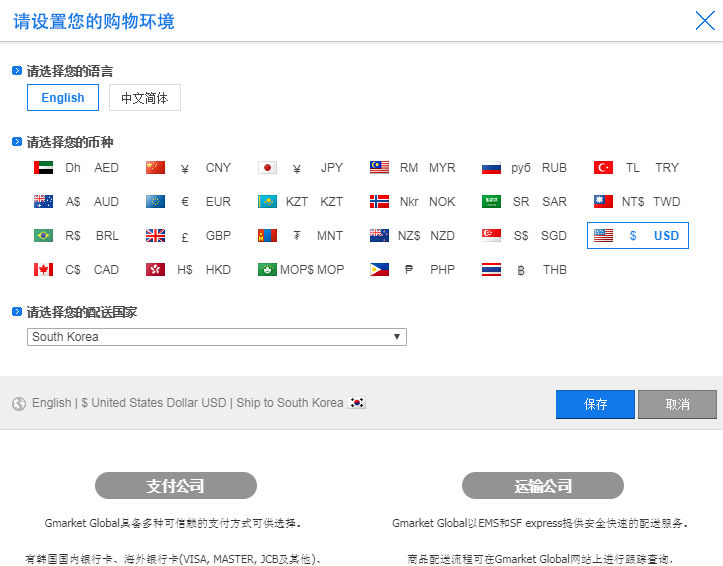 请设置您的购物环境
请选择您的语言
English 中文简体
请选择您的币种
Dh AED ¥ CNY ¥ JPY RM MYR руб RUB TL TRY
A$ AUD € EUR KZT KZT Nkr NOK SR SAR NT$ TWD
R$ BRL £ GBP ₮ MNT NZ$ NZD S$ SGD $ USD
C$ CAD H$ HKD MOP$ MOP ₱ PHP ฿ THB
请选择您的配送国家
South Korea
English | $ United States Dollar USD | Ship to South Korea 保存 取消
支付公司 运输公司
Gmarket Global具备多种可信赖的支付方式可供选择。 Gmarket Global以EMS和SF express提供安全快速的配送服务。
有韩国国内银行卡、海外银行卡(VISA, MASTER, JCB及其他)、 商品配送流程可在Gmarket Global网站上进行跟踪查询.